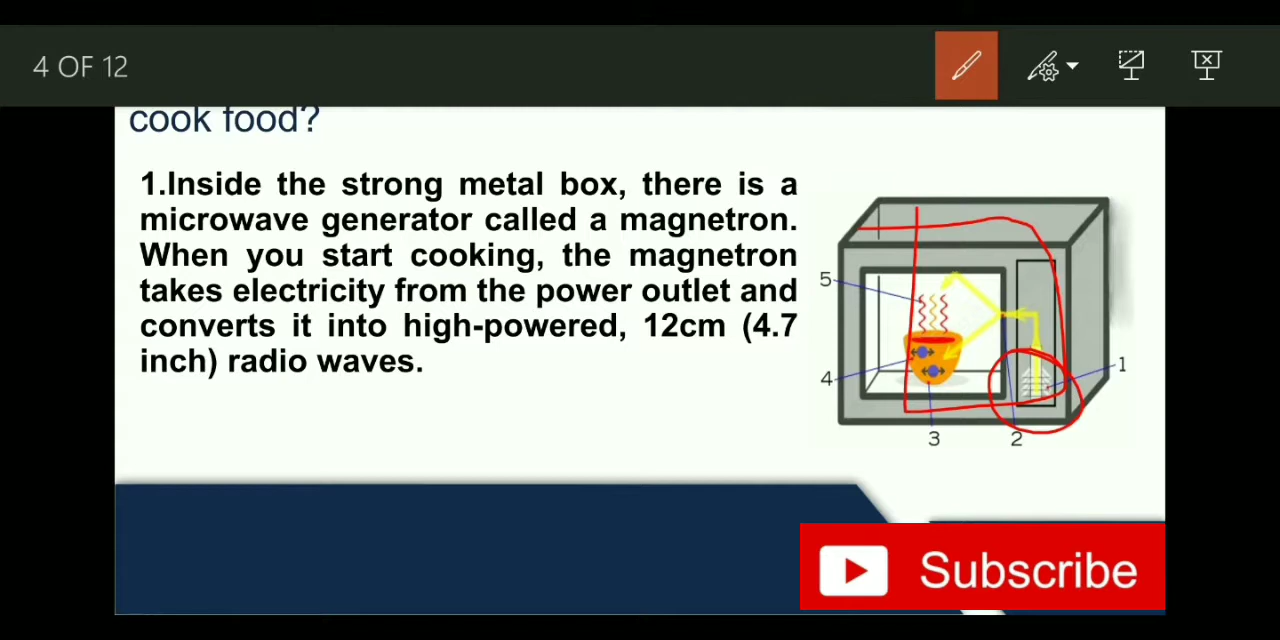 4 OF 12
cook food?
1.Inside the strong metal box, there is a
microwave generator called a magnetron.
When you start cooking, the magnetron
takes electricity from the power outlet and
converts it into high-powered, 12cm (4.7
inch) radio waves.
5
4
3
2
1
Subscribe